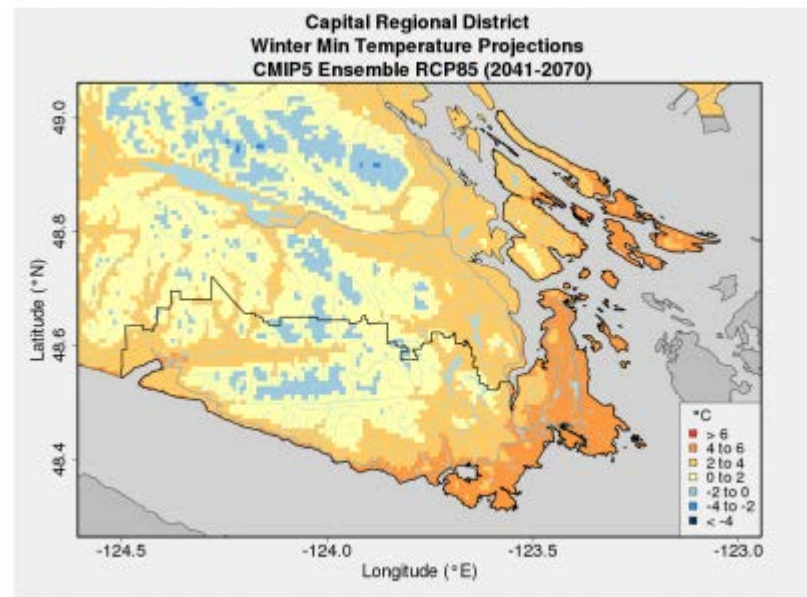 Capital Regional District
Winter Min Temperature Projections
CMIP5 Ensemble RCP85 (2041-2070)
49.0
48.8
48.6
48.4
Latitude (°N)
°C
> 6
4 to 6
2 to 4
0 to 2
-2 to 0
-4 to -2
< -4
-124.5
-124.0
-123.5
-123.0
Longitude (°E)